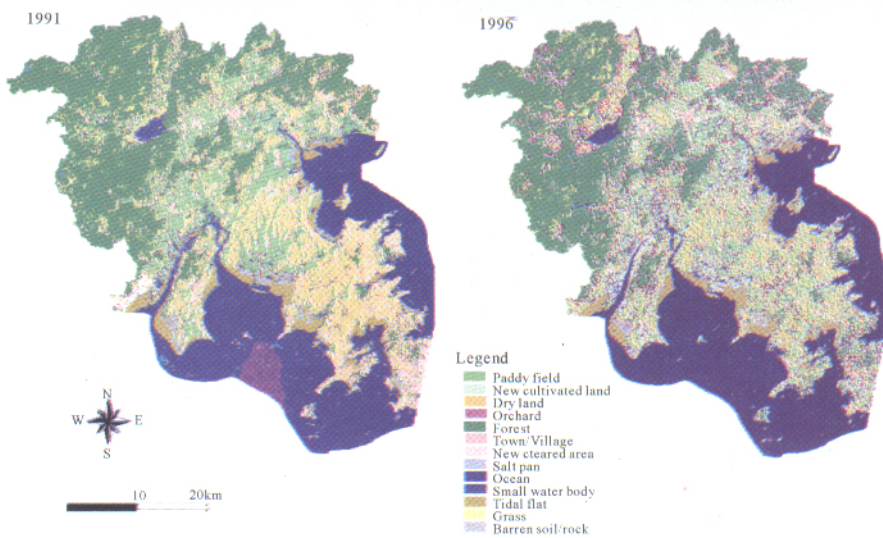 1991
1996
Legend
Paddy field
New cultivated land
Dry land
Orchard
Forest
Town/Village
New cteared area
Salt pan
Ocean
Small water body
Tidal flat
Grass
Barren soil/rock
N
W E
S
10 20km